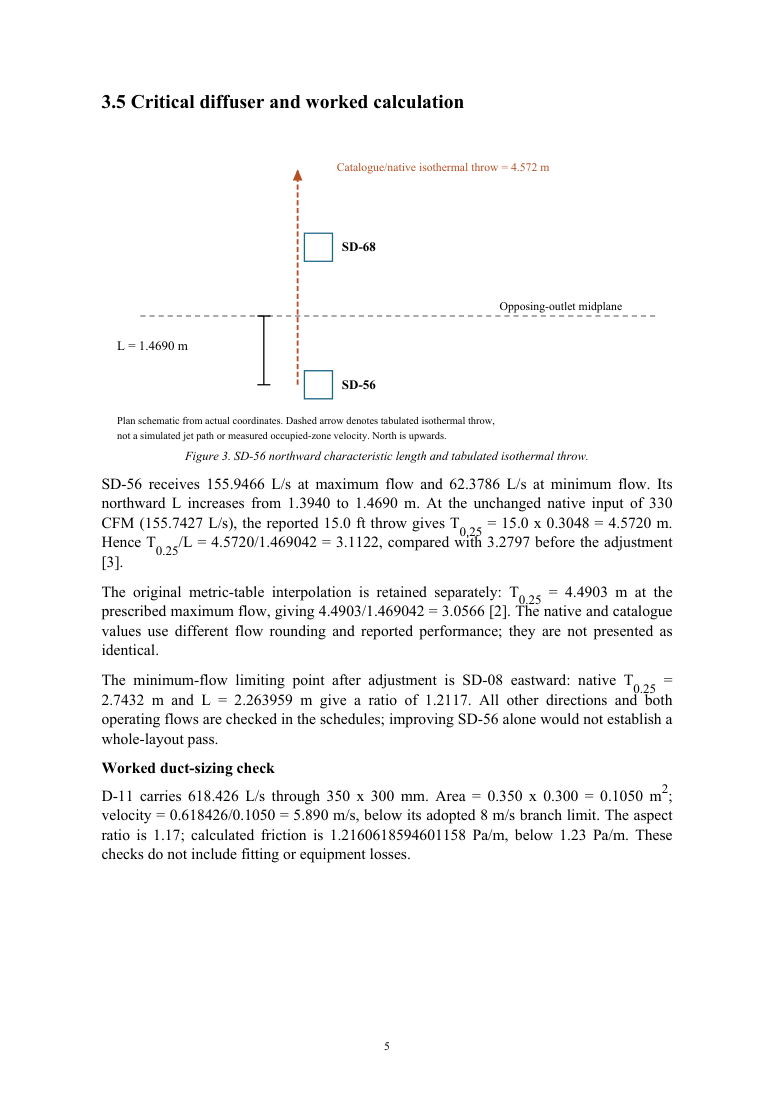 3.5 Critical diffuser and worked calculation
Catalogue/native isothermal throw = 4.572 m
SD-68
Opposing-outlet midplane
L = 1.4690 m
SD-56
Plan schematic from actual coordinates. Dashed arrow denotes tabulated isothermal throw,
not a simulated jet path or measured occupied-zone velocity. North is upwards.
Figure 3. SD-56 northward characteristic length and tabulated isothermal throw.
SD-56 receives 155.9466 L/s at maximum flow and 62.3786 L/s at minimum flow. Its
northward L increases from 1.3940 to 1.4690 m. At the unchanged native input of 330
CFM (155.7427 L/s), the reported 15.0 ft throw gives T0.25 = 15.0 x 0.3048 = 4.5720 m.
Hence T0.25/L = 4.5720/1.469042 = 3.1122, compared with 3.2797 before the adjustment
[3].
The original metric-table interpolation is retained separately: T0.25 = 4.4903 m at the
prescribed maximum flow, giving 4.4903/1.469042 = 3.0566 [2]. The native and catalogue
values use different flow rounding and reported performance; they are not presented as
identical.
The minimum-flow limiting point after adjustment is SD-08 eastward: native T0.25 =
2.7432 m and L = 2.263959 m give a ratio of 1.2117. All other directions and both
operating flows are checked in the schedules; improving SD-56 alone would not establish a
whole-layout pass.
Worked duct-sizing check
D-11 carries 618.426 L/s through 350 x 300 mm. Area = 0.350 x 0.300 = 0.1050 m2;
velocity = 0.618426/0.1050 = 5.890 m/s, below its adopted 8 m/s branch limit. The aspect
ratio is 1.17; calculated friction is 1.2160618594601158 Pa/m, below 1.23 Pa/m. These
checks do not include fitting or equipment losses.
5